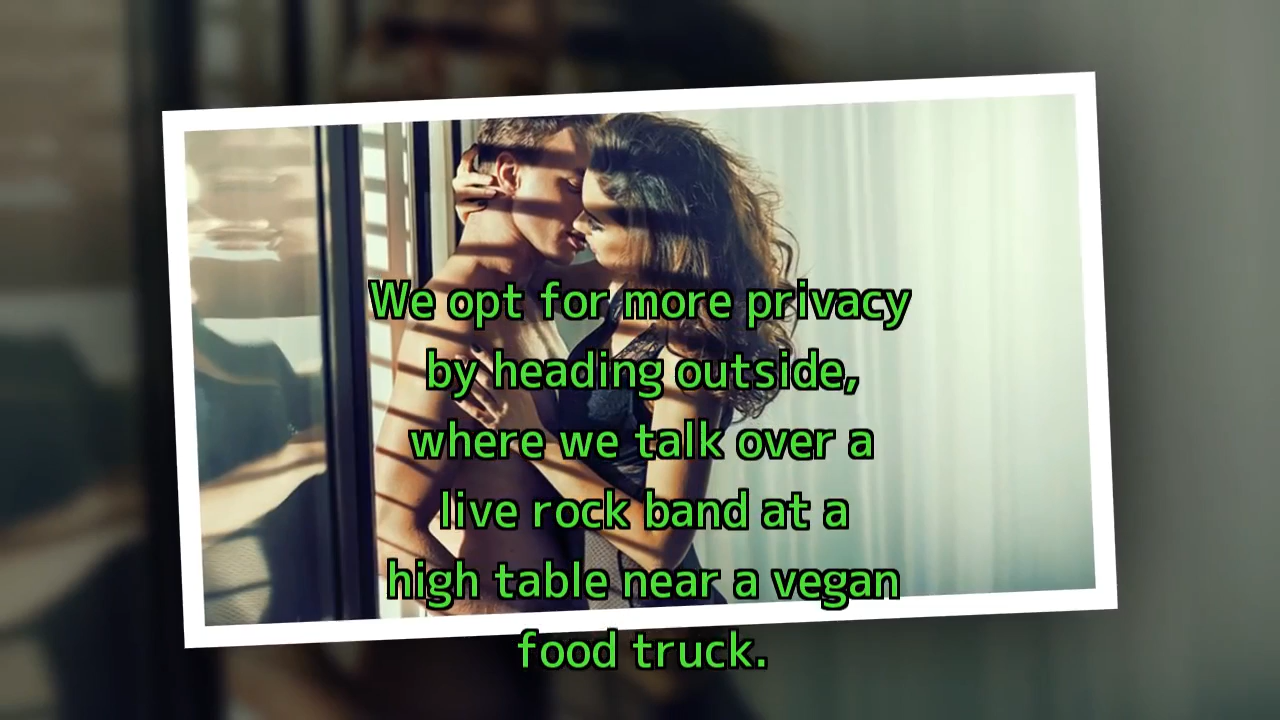 We opt for more privacy
by heading outside,
where we talk over a
live rock band at a
high table near a vegan
food truck.